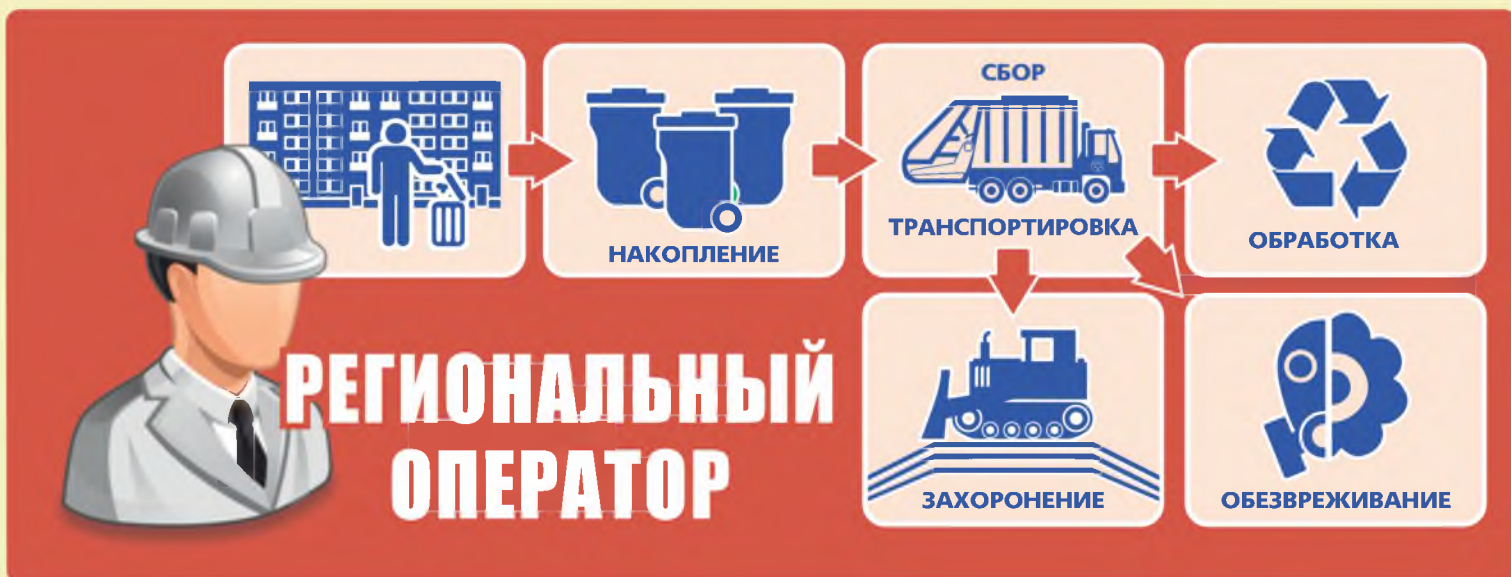 НАКОПЛЕНИЕ
СБОР
ТРАНСПОРТИРОВКА
ОБРАБОТКА
РЕГИОНАЛЬНЫЙ
ОПЕРАТОР
ЗАХОРОНЕНИЕ
ОБЕЗВРЕЖИВАНИЕ